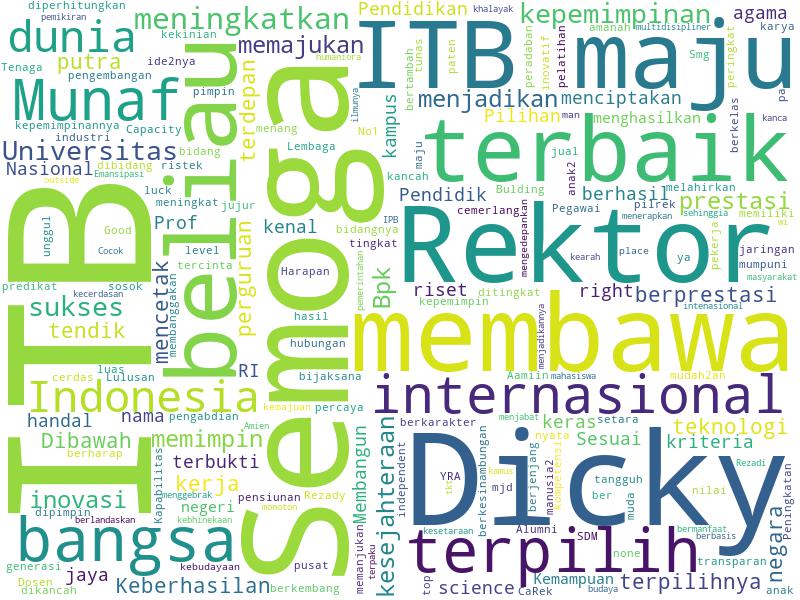 diperhitungkan
pemikiran
dunia
kekinian
meningkatkan
Pendidikan
khalayak
kepemimpinan
agama
putra
ide2nya
memajukan
humaniora
ITB
maju
amanah
multidisipliner
karya
Tenaga
pengembangan
pimpin
terdepan
bertambah
tunas
paten
peradaban
inovatif
pelatihan
Smg
peringkat
Munaf
beliau
ilmunya
kampus
menjadikan
menciptakan
kepemimpinannya
Capacity
menang
No1
Pilihan
man
menghasilkan
berkelas
kanca
industri
Universitas
bidang
Lembaga
maju
terbaik
jual
anak2
Nasional
dibidang
ristek
kancah
Emansipasi
outside
luck
meningkat
jujur
Pendidik
Bulding
berhasil
melahirkan
prestasi
ITB
unggul
Good
Prof
perguruan
kenal
IPB
bidangnya
cemerlang
mengedepankan
Pegawai
pilrek
menerapkan
sehinggia
memiliki
wi
Cocok
level
tingkat
Rektor
pekerja
jaringan
tercinta
Semoga
Harapan
pemerintahan
kearah
place
ya
mumpuni
masyarakat
predikat
sosok
mencetak
membanggakan
Bpk
riset
ditingkat
right
berprestasi
kecerdasan
kepemimpin
intenasional
sukses
hasil
tendik
hubungan
membawa
menjadikannya
luas
RI
cerdas
Lulusan
bijaksana
Aamiin
mahasiswa
mudah2an
Indonesia
kemajuan
percaya
internasional
handal
nama
pengabdian
Amien
berkarakter
menjabat
keras
setara
teknologi
Dibawah
memimpin
Membangun
kesejahteraan
independent
Dicky
nyata
Sesuai
kriteria
berharap
Kapabilitas
terbukti
YRA
tkt
berkesinambungan
kamus
berjenjang
manusia2
kompetensi
tangguh
Rezadi
inovasi
kerja
pensiunan
Rezady
mjd
ber
muda
nilai
Peningkatan
menggebrak
negeri
monoton
dipimpin
berlandaskan
kebhinekaan
kesetaraan
Alumni
SDM
bermanfaat
berbasis
bangsa
memanjukan
terpaku
terpilih
none
transparan
negara
generasi
kebudayaan
pusat
Dosen
jaya
dikancah
Keberhasilan
berkembang
top
science
CaRek
Kemampuan
budaya
terpilihnya
anak